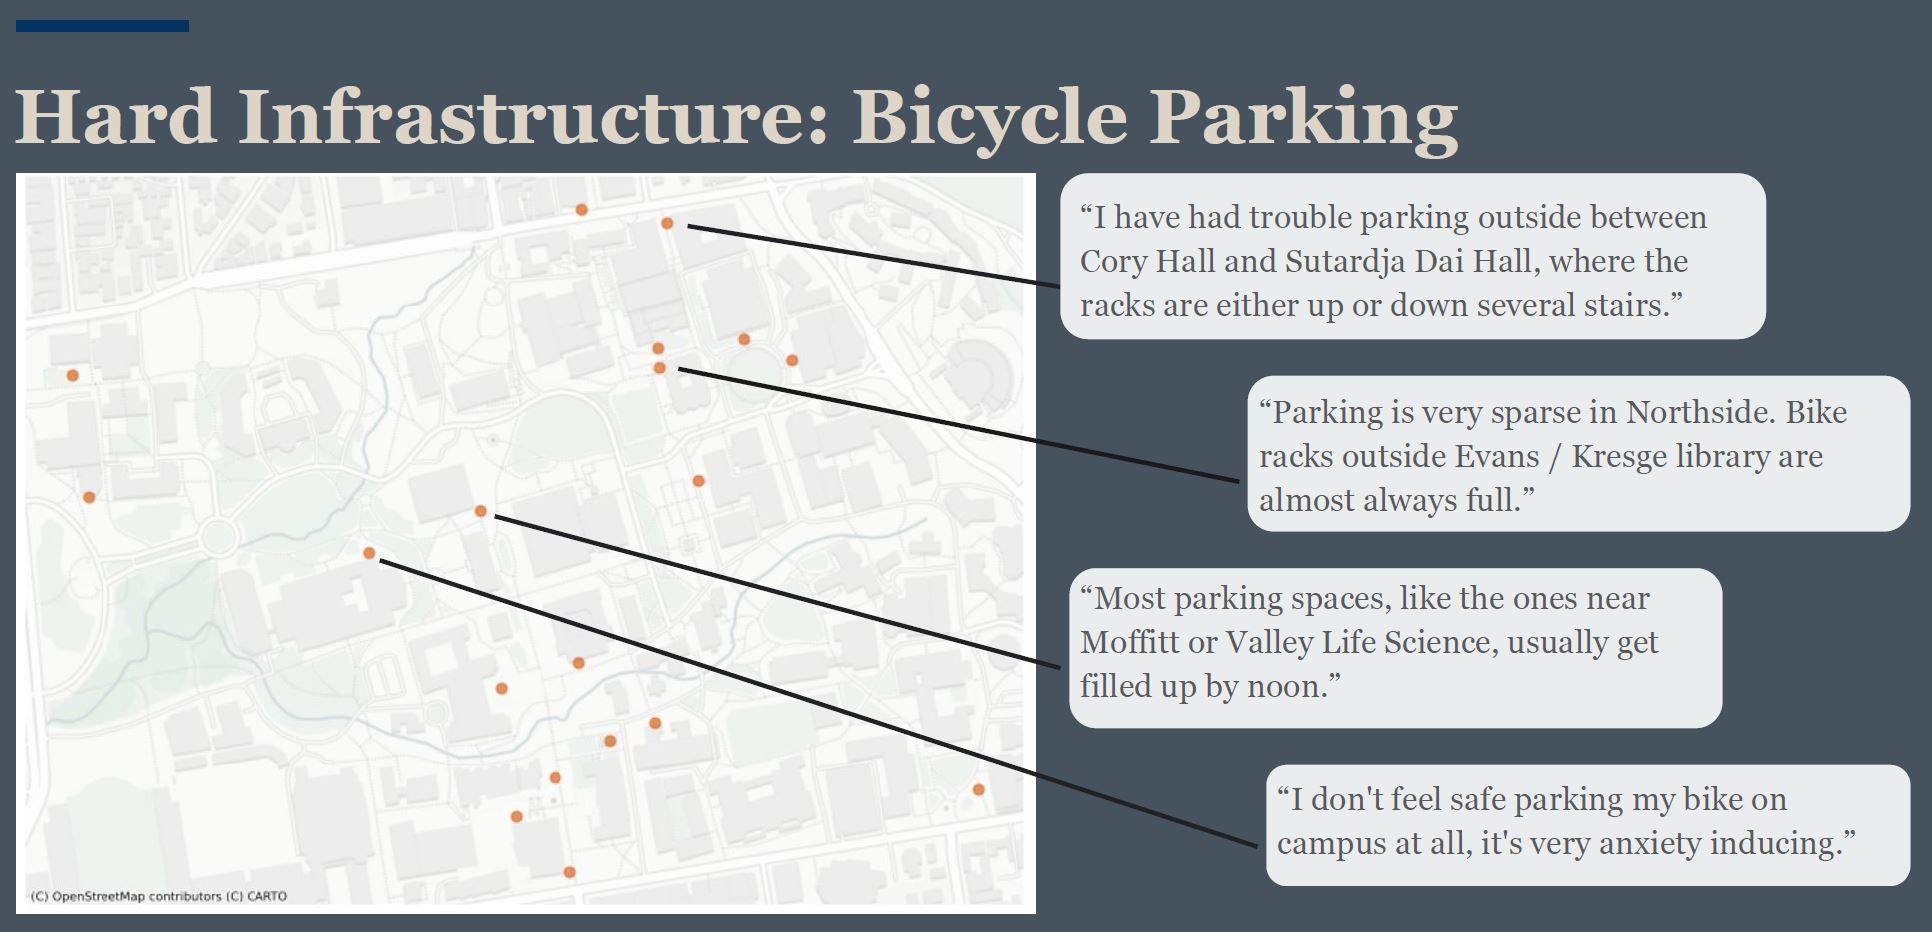 Hard Infrastructure: Bicycle Parking
“I have had trouble parking outside between
Cory Hall and Sutardja Dai Hall, where the
racks are either up or down several stairs.”
“Parking is very sparse in Northside. Bike
racks outside Evans / Kresge library are
almost always full.”
“Most parking spaces, like the ones near
Moffitt or Valley Life Science, usually get
filled up by noon.”
“I don't feel safe parking my bike on
campus at all, it's very anxiety inducing.”
(C) OpenStreetMap contributors (C) CARTO